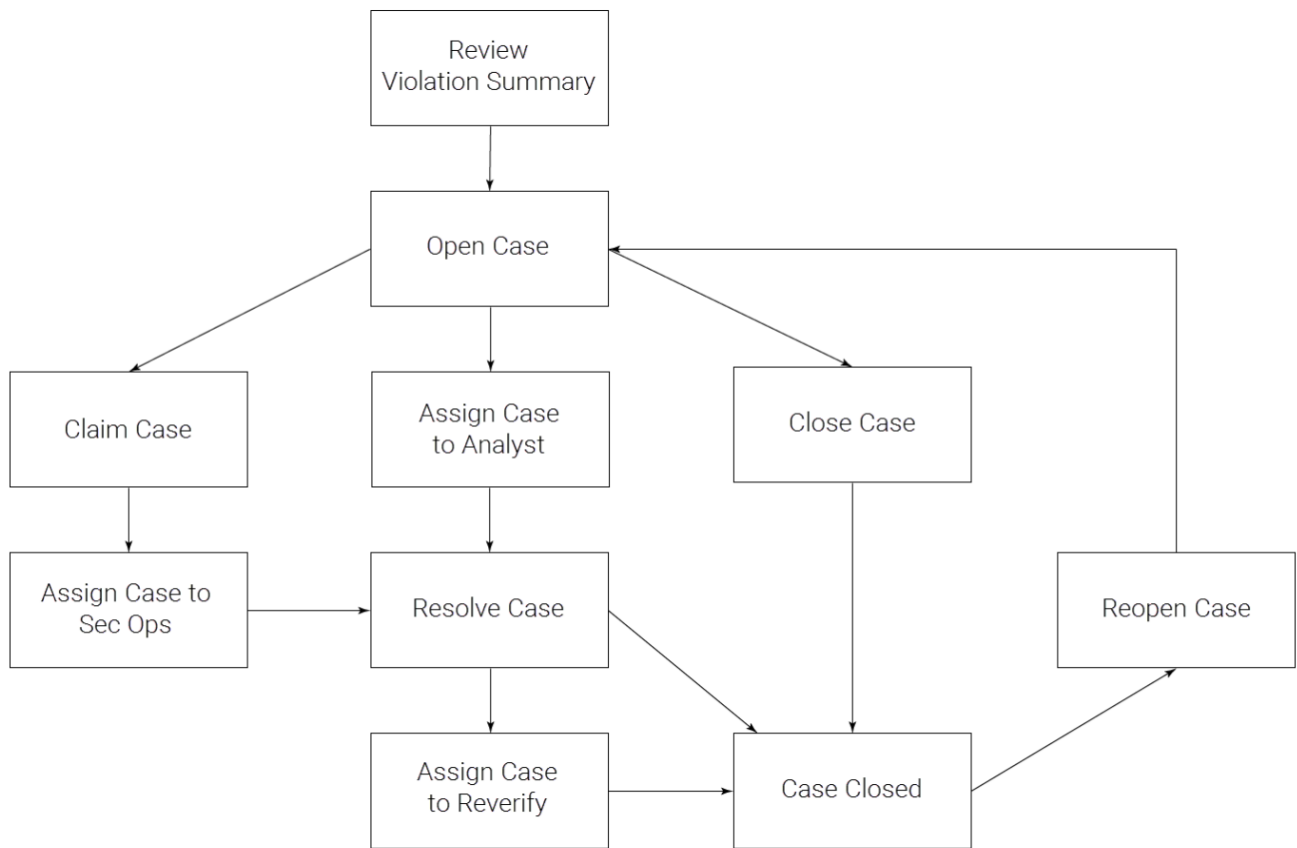 Review
Violation Summary
Open Case
Claim Case
Assign Case
to Analyst
Close Case
Assign Case to
Sec Ops
Resolve Case
Reopen Case
Assign Case
to Reverify
Case Closed